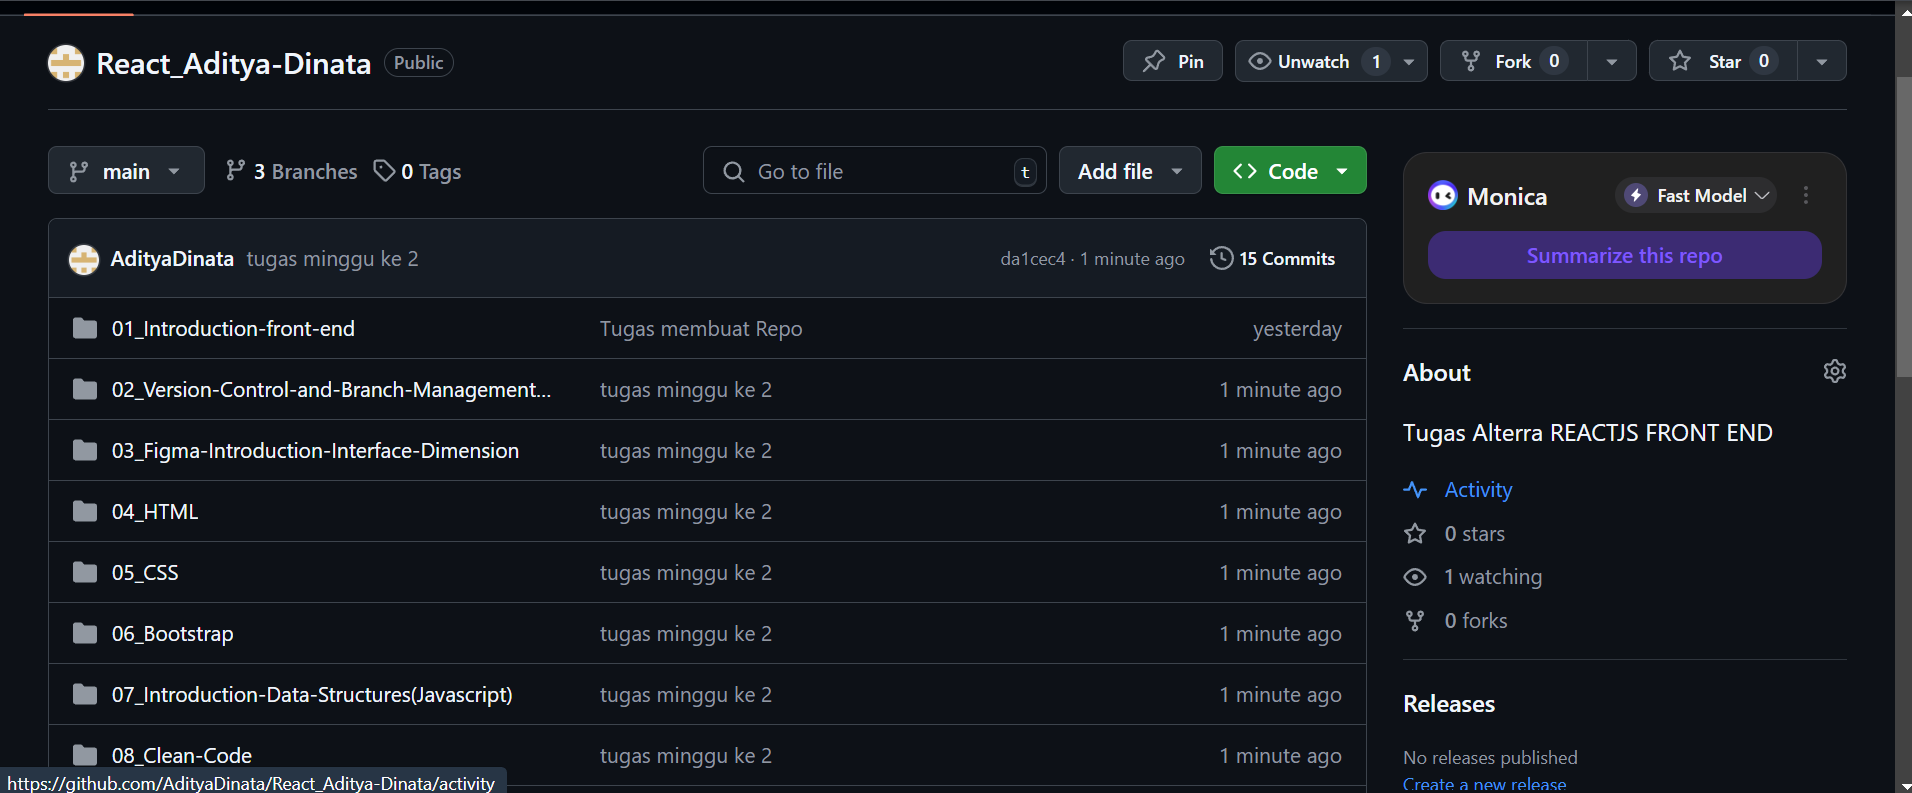 React_Aditya-Dinata Public Pin Unwatch 1 Fork 0 Star 0
main 3 Branches 0 Tags Go to file t Add file Code
AdityaDinata tugas minggu ke 2 da1cec4 · 1 minute ago 15 Commits
01_Introduction-front-end Tugas membuat Repo yesterday
02_Version-Control-and-Branch-Management... tugas minggu ke 2 1 minute ago
03_Figma-Introduction-Interface-Dimension tugas minggu ke 2 1 minute ago
04_HTML tugas minggu ke 2 1 minute ago
05_CSS tugas minggu ke 2 1 minute ago
06_Bootstrap tugas minggu ke 2 1 minute ago
07_Introduction-Data-Structures(Javascript) tugas minggu ke 2 1 minute ago
08_Clean-Code tugas minggu ke 2 1 minute ago
https://github.com/AdityaDinata/React_Aditya-Dinata/activity
Monica Fast Model
Summarize this repo
About
Tugas Alterra REACTJS FRONT END
Activity
0 stars
1 watching
0 forks
Releases
No releases published
Create a new release